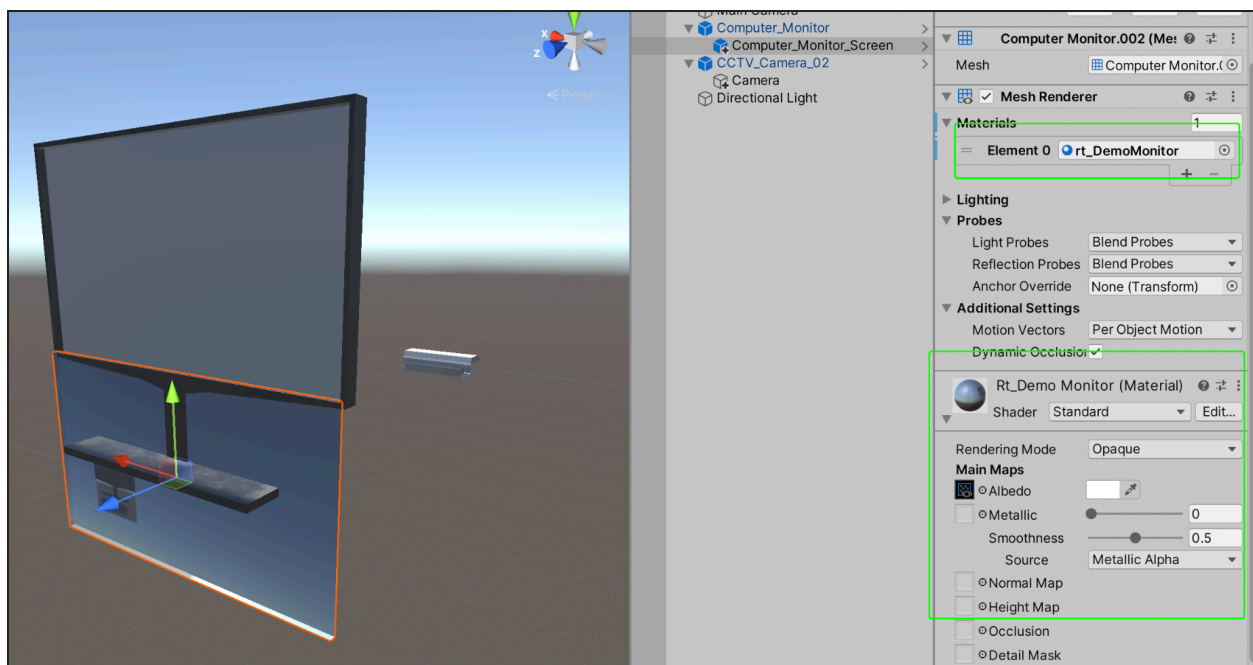 x
z
< Persp
Main Camera
Computer_Monitor
Computer_Monitor_Screen
CCTV_Camera_02
Camera
Directional Light
Computer Monitor.002 (Mes
Mesh
Computer Monitor.(
Mesh Renderer
Materials
1
Element 0
rt_DemoMonitor
+ −
Lighting
Probes
Light Probes
Blend Probes
Reflection Probes
Blend Probes
Anchor Override
None (Transform)
Additional Settings
Motion Vectors
Per Object Motion
Dynamic Occlusion
Rt_Demo Monitor (Material)
Shader
Standard
Edit...
Rendering Mode
Opaque
Main Maps
Albedo
Metallic
0
Smoothness
0.5
Source
Metallic Alpha
Normal Map
Height Map
Occlusion
Detail Mask